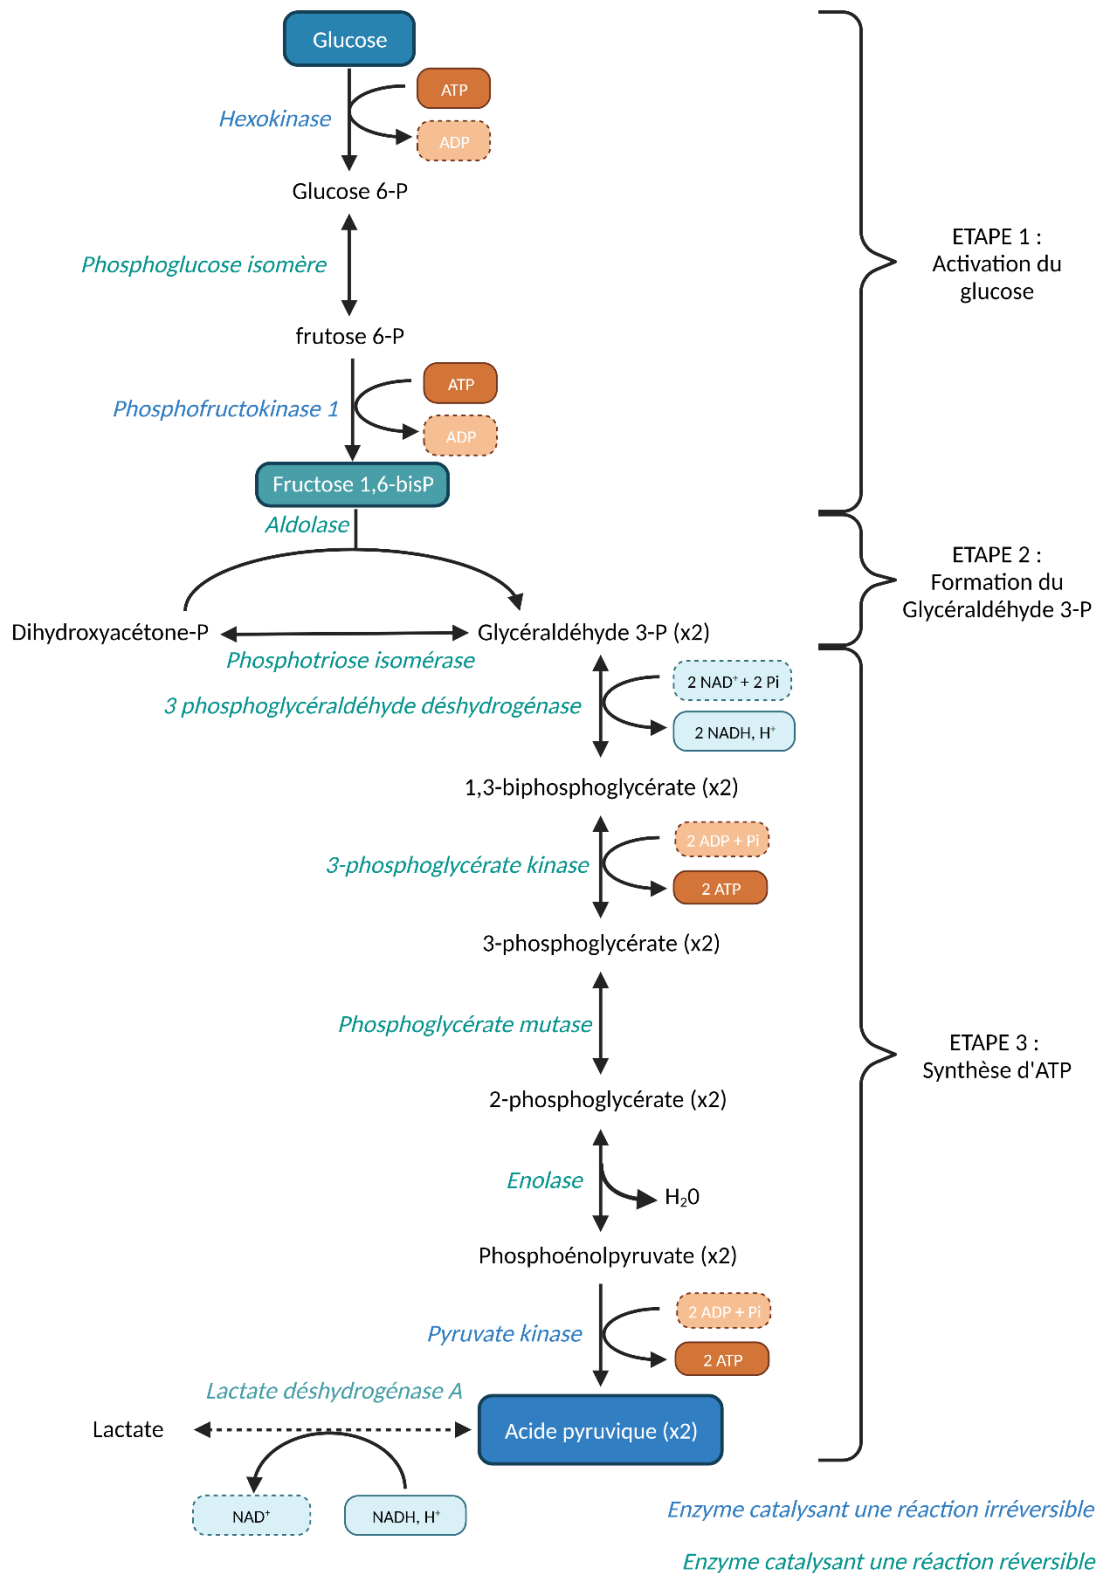 Glucose
ATP
Hexokinase
ADP
Glucose 6-P
ETAPE 1 :
Activation du
glucose
Phosphoglucose isomère
frutose 6-P
ATP
Phosphofructokinase 1
ADP
Fructose 1,6-bisP
Aldolase
ETAPE 2 :
Formation du
Glycéraldéhyde 3-P
Dihydroxyacétone-P
Glycéraldéhyde 3-P (x2)
Phosphotriose isomérase
2 NAD⁺ + 2 Pi
3 phosphoglycéraldéhyde déshydrogénase
2 NADH, H⁺
1,3-biphosphoglycérate (x2)
2 ADP + Pi
3-phosphoglycérate kinase
2 ATP
3-phosphoglycérate (x2)
Phosphoglycérate mutase
ETAPE 3 :
Synthèse d'ATP
2-phosphoglycérate (x2)
Enolase
H₂0
Phosphoénolpyruvate (x2)
2 ADP + Pi
Pyruvate kinase
2 ATP
Lactate déshydrogénase A
Lactate
Acide pyruvique (x2)
NAD⁺
NADH, H⁺
Enzyme catalysant une réaction irréversible
Enzyme catalysant une réaction réversible